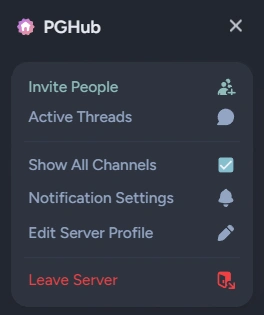 PGHub
Invite People
Active Threads
Show All Channels
Notification Settings
Edit Server Profile
Leave Server